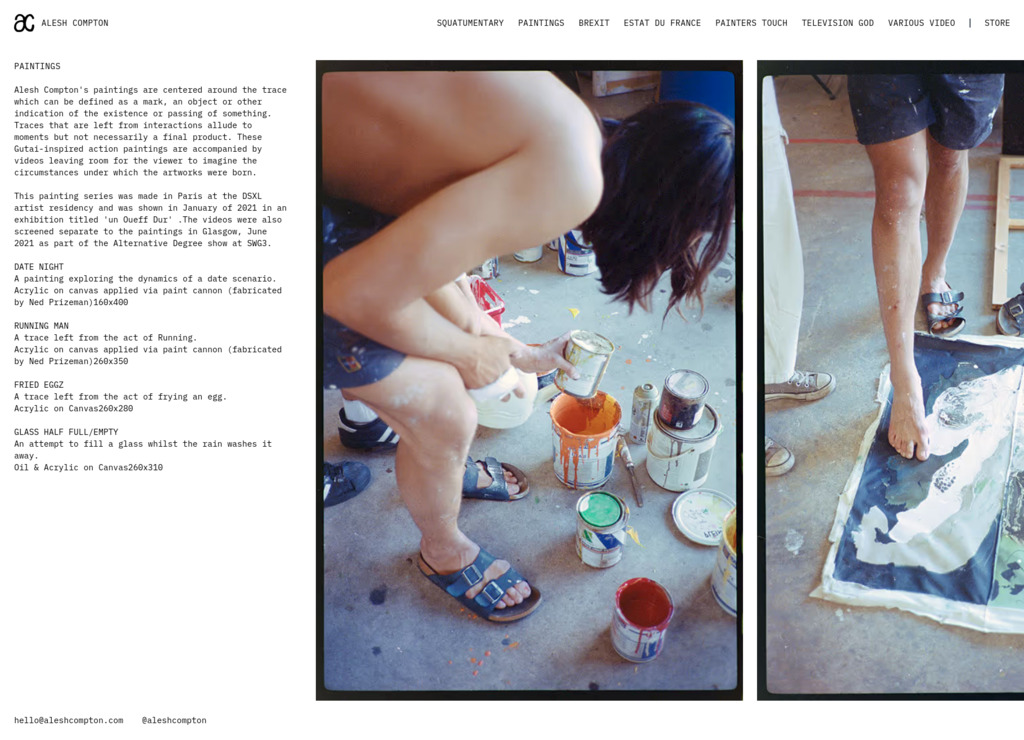 ac ALESH COMPTON
SQUATUMENTARY PAINTINGS BREXIT ESTAT DU FRANCE PAINTERS TOUCH TELEVISION GOD VARIOUS VIDEO | STORE
PAINTINGS
Alesh Compton's paintings are centered around the trace
which can be defined as a mark, an object or other
indication of the existence or passing of something.
Traces that are left from interactions allude to
moments but not necessarily a final product. These
Gutai-inspired action paintings are accompanied by
videos leaving room for the viewer to imagine the
circumstances under which the artworks were born.
This painting series was made in Paris at the DSXL
artist residency and was shown in January of 2021 in an
exhibition titled 'un Oueff Dur' .The videos were also
screened separate to the paintings in Glasgow, June
2021 as part of the Alternative Degree show at SWG3.
DATE NIGHT
A painting exploring the dynamics of a date scenario.
Acrylic on canvas applied via paint cannon (fabricated
by Ned Prizeman)160x400
RUNNING MAN
A trace left from the act of Running.
Acrylic on canvas applied via paint cannon (fabricated
by Ned Prizeman)260x350
FRIED EGGZ
A trace left from the act of frying an egg.
Acrylic on Canvas260x280
GLASS HALF FULL/EMPTY
An attempt to fill a glass whilst the rain washes it
away.
Oil & Acrylic on Canvas260x310
hello@aleshcompton.com @aleshcompton